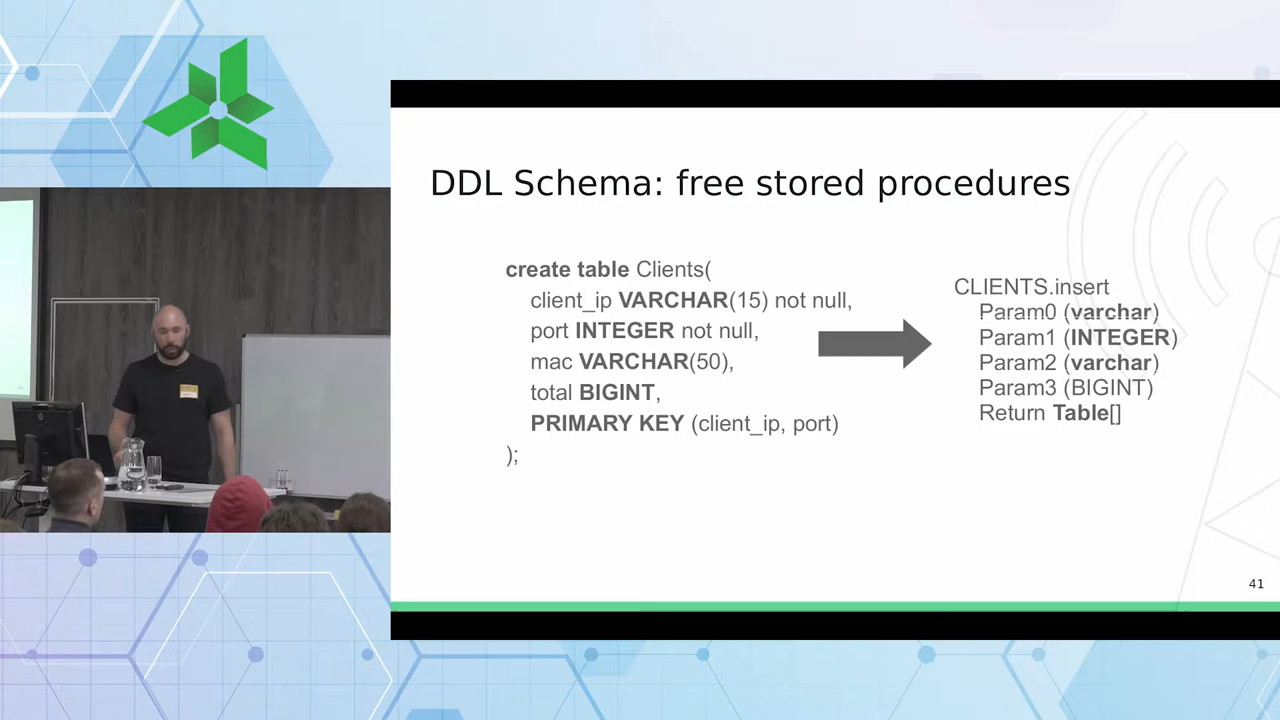 DDL Schema: free stored procedures
create table Clients(
client_ip VARCHAR(15) not null,
port INTEGER not null,
mac VARCHAR(50),
total BIGINT,
PRIMARY KEY (client_ip, port)
);
CLIENTS.insert
Param0 (varchar)
Param1 (INTEGER)
Param2 (varchar)
Param3 (BIGINT)
Return Table[]
41